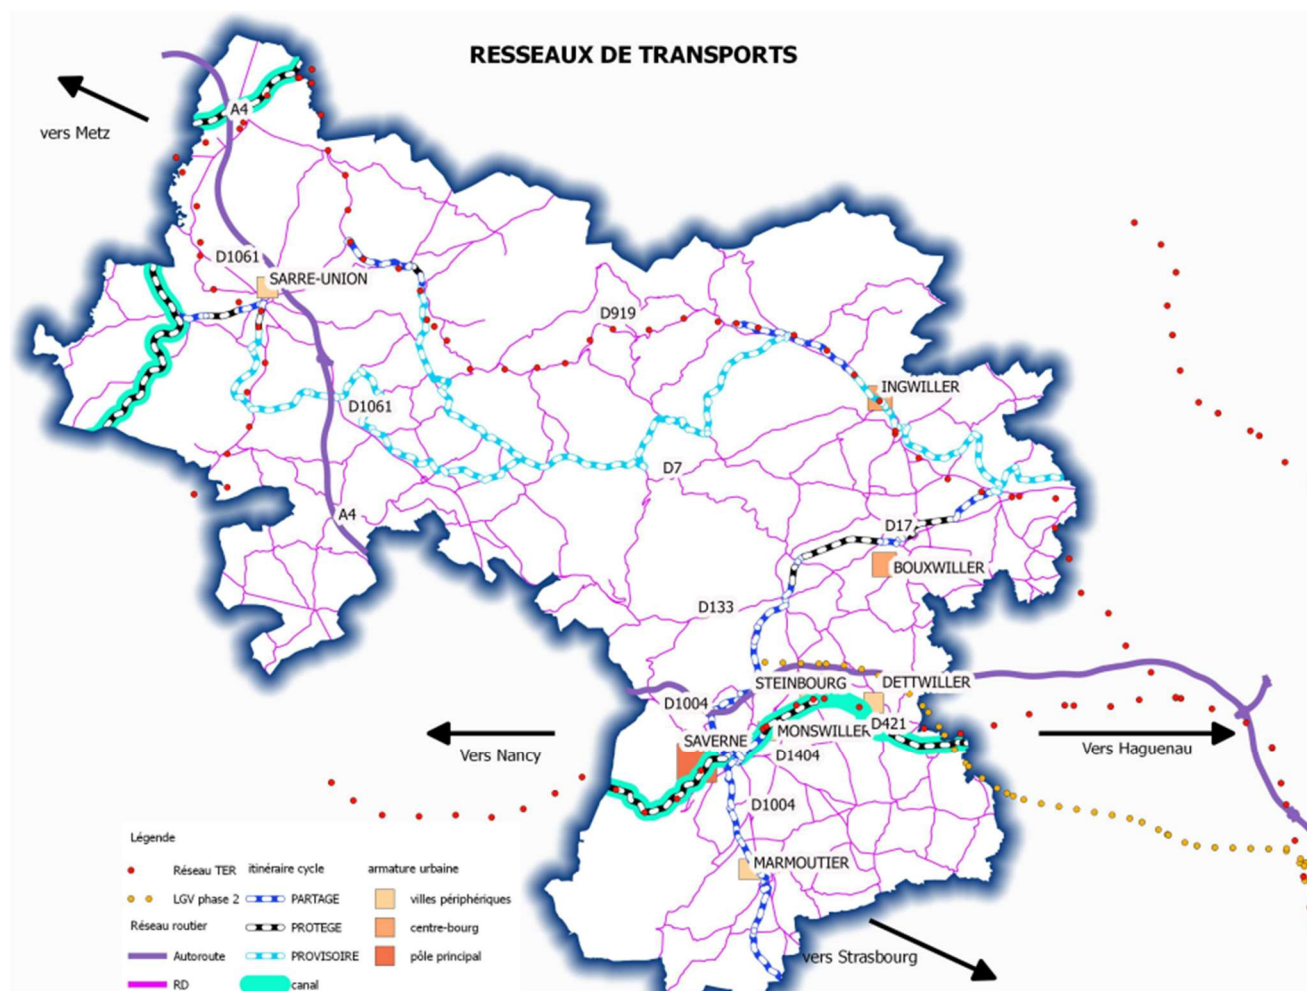 RESSEAUX DE TRANSPORTS
A4
vers Metz
D1061
SARRE-UNION
D919
INGWILLER
D1061
D7
A4
D17
BOUXWILLER
D133
STEINBOURG
DETTWILLER
D1004
D421
MONSWILLER
SAVERNE
Vers Nancy
Vers Haguenau
D1404
D1004
MARMOUTIER
vers Strasbourg
Légende
Réseau TER
itinéraire cycle
armature urbaine
LGV phase 2
PARTAGE
villes périphériques
Réseau routier
PROTEGE
centre-bourg
Autoroute
PROVISOIRE
pôle principal
RD
canal